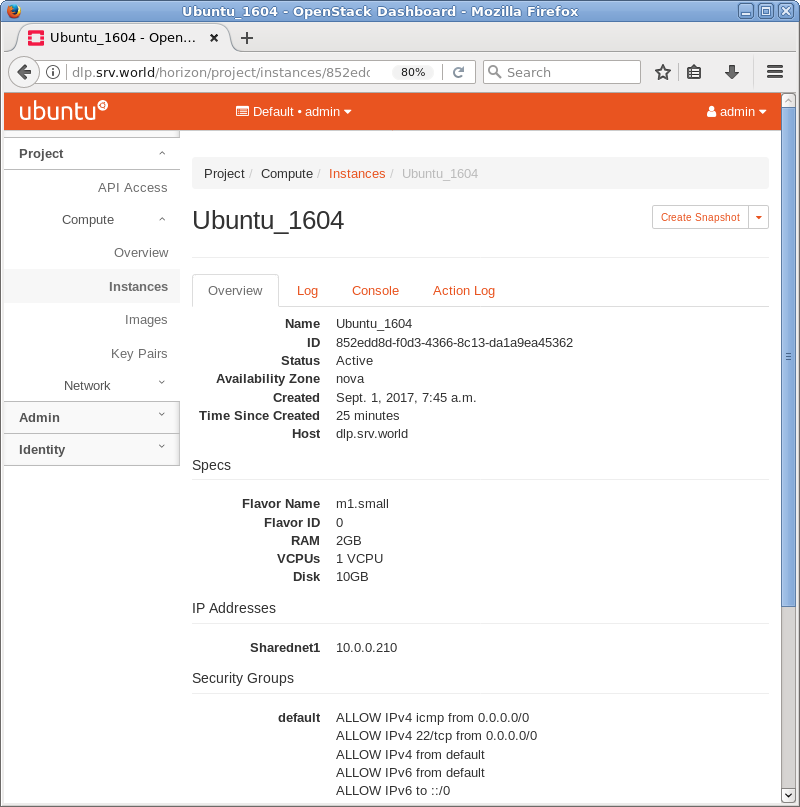 Ubuntu_1604 - OpenStack Dashboard - Mozilla Firefox
Ubuntu_1604 - Open...
dlp.srv.world/horizon/project/instances/852edc
80%
Search
ubuntu
Default • admin
admin
Project
API Access
Compute
Overview
Instances
Images
Key Pairs
Network
Admin
Identity
Project / Compute / Instances / Ubuntu_1604
Ubuntu_1604
Create Snapshot
Overview Log Console Action Log
Name Ubuntu_1604
ID 852edd8d-f0d3-4366-8c13-da1a9ea45362
Status Active
Availability Zone nova
Created Sept. 1, 2017, 7:45 a.m.
Time Since Created 25 minutes
Host dlp.srv.world
Specs
Flavor Name m1.small
Flavor ID 0
RAM 2GB
VCPUs 1 VCPU
Disk 10GB
IP Addresses
Sharednet1 10.0.0.210
Security Groups
default ALLOW IPv4 icmp from 0.0.0.0/0
ALLOW IPv4 22/tcp from 0.0.0.0/0
ALLOW IPv4 from default
ALLOW IPv6 from default
ALLOW IPv6 to ::/0